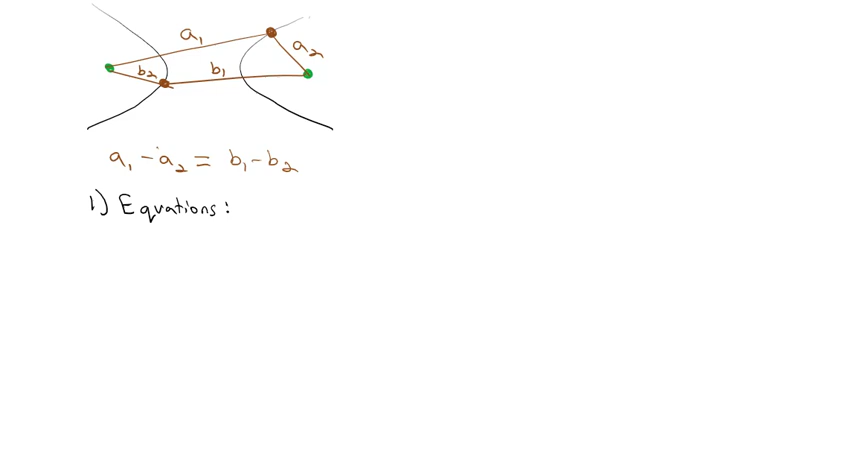 a₁ a₂
b₂ b₁
a₁ - a₂ = b₁ - b₂
1) Equations: